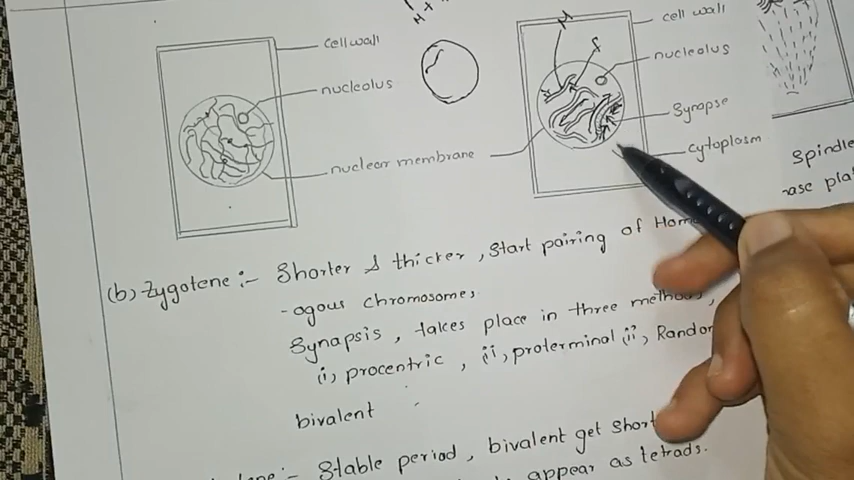 cell wall
nucleolus
nuclear membrane
M
f
cell wall
nucleolus
Synapse
cytoplasm
Spindle
(b) Zygotene :- Shorter & thicker, Start pairing of Hom
-ogous chromosomes
Synapsis, takes place in three methods,
i, procentric, ii, proterminal ii, Random
bivalent
Stable period, bivalent get short
appear as tetrads.